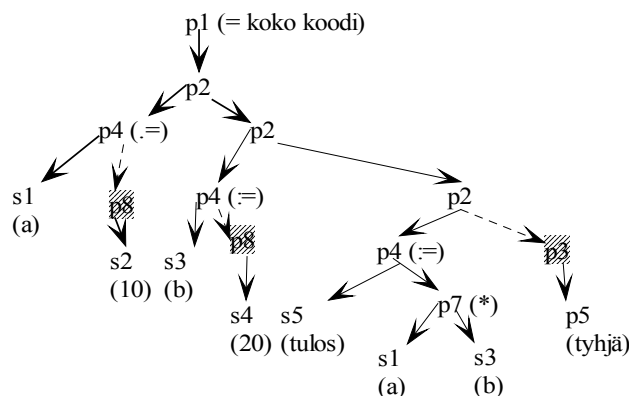 p1 (= koko koodi)
p2
p4 (.=)
p2
s1
(a)
p8
p4 (:=)
p2
s2
(10)
s3
(b)
p8
p4 (:=)
p3
s4
(20)
s5
(tulos)
p7 (*)
p5
(tyhjä)
s1
(a)
s3
(b)